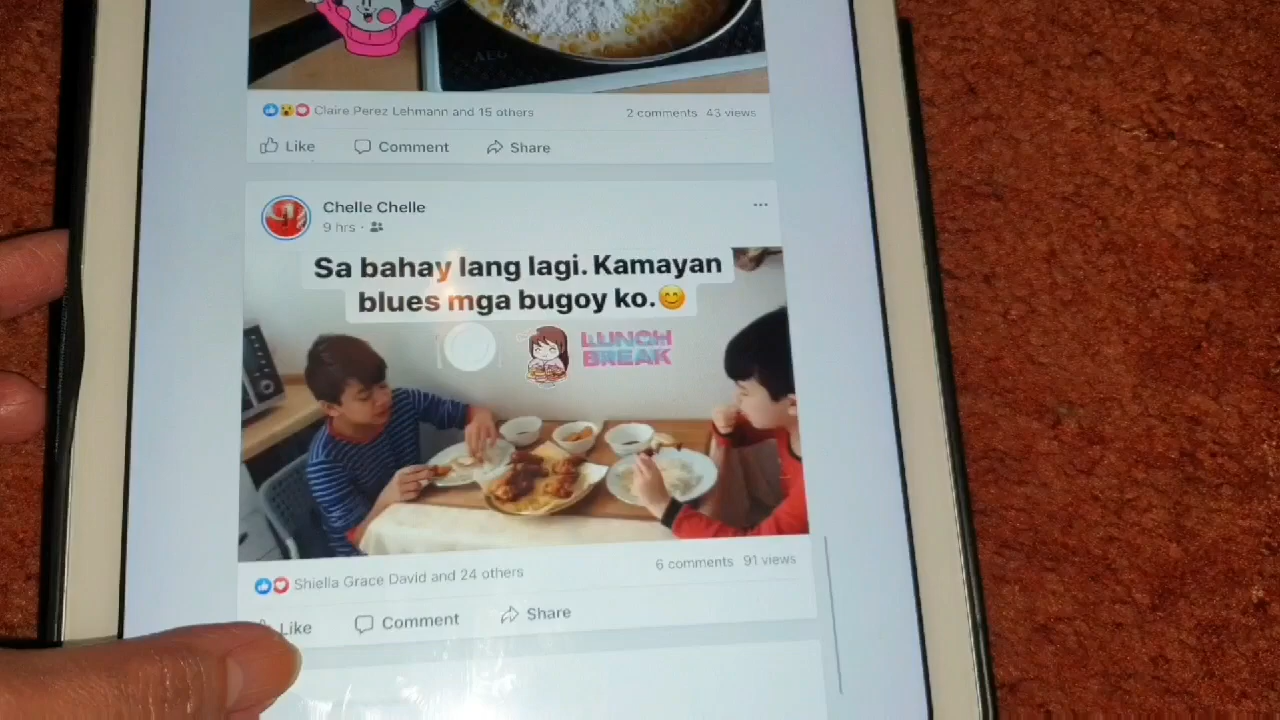 AEG
Claire Perez Lehmann and 15 others
2 comments 43 views
Like Comment Share
Chelle Chelle
9 hrs ·
Sa bahay lang lagi. Kamayan
blues mga bugoy ko.😊
LUNCH
BREAK
Shiella Grace David and 24 others
6 comments 91 views
Like Comment Share